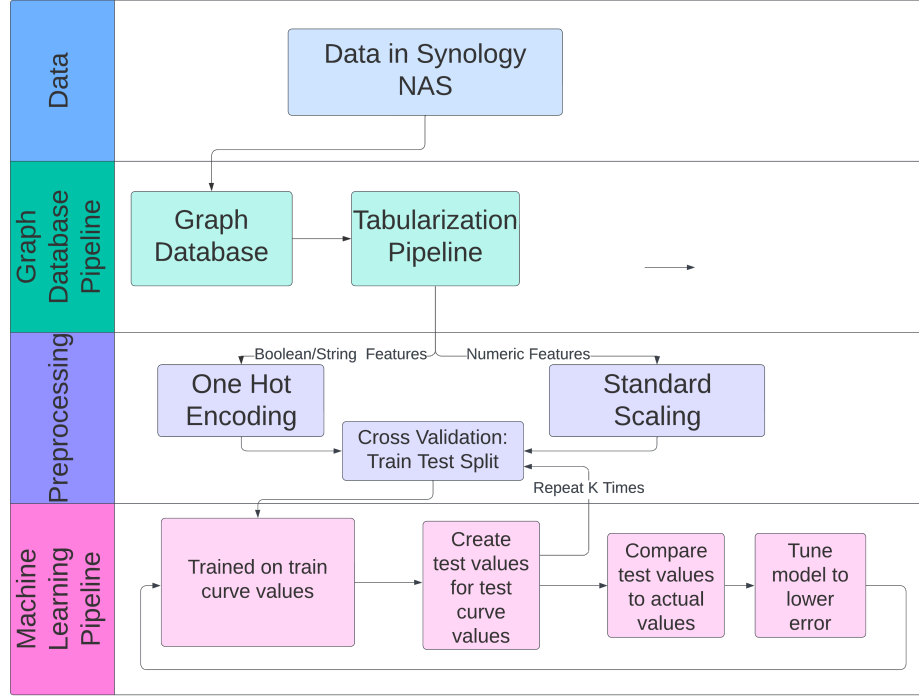 Data
Data in Synology
NAS
Graph
Database
Pipeline
Graph
Database
Tabularization
Pipeline
Preprocessing
Boolean/String Features
Numeric Features
One Hot
Encoding
Standard
Scaling
Cross Validation:
Train Test Split
Repeat K Times
Machine
Learning
Pipeline
Trained on train
curve values
Create
test values
for test
curve
values
Compare
test values
to actual
values
Tune
model to
lower
error